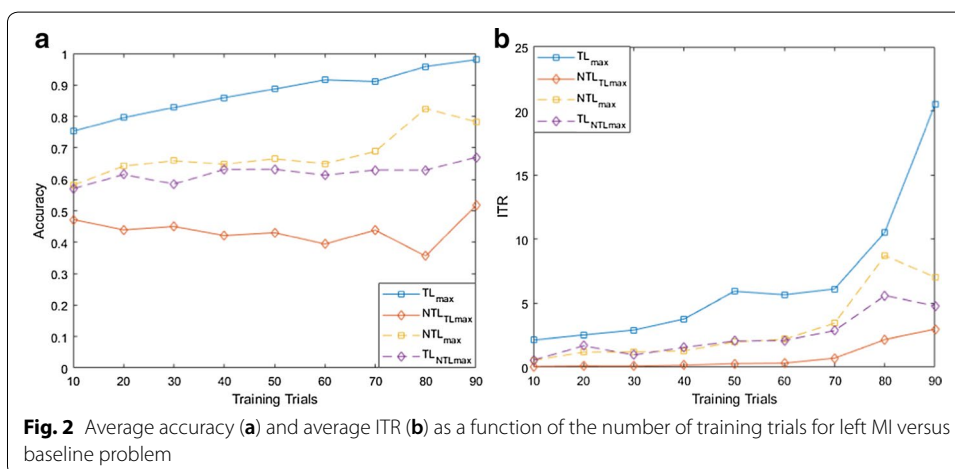 a
1
0.9
0.8
0.7
0.6
0.5
0.4
0.3
0.2
0.1
0
Accuracy
10 20 30 40 50 60 70 80 90
Training Trials
TLmax
NTLTLmax
NTLmax
TLNTLmax
b
25
20
15
10
5
0
ITR
10 20 30 40 50 60 70 80 90
Training Trials
TLmax
NTLTLmax
NTLmax
TLNTLmax
Fig. 2 Average accuracy (a) and average ITR (b) as a function of the number of training trials for left MI versus
baseline problem